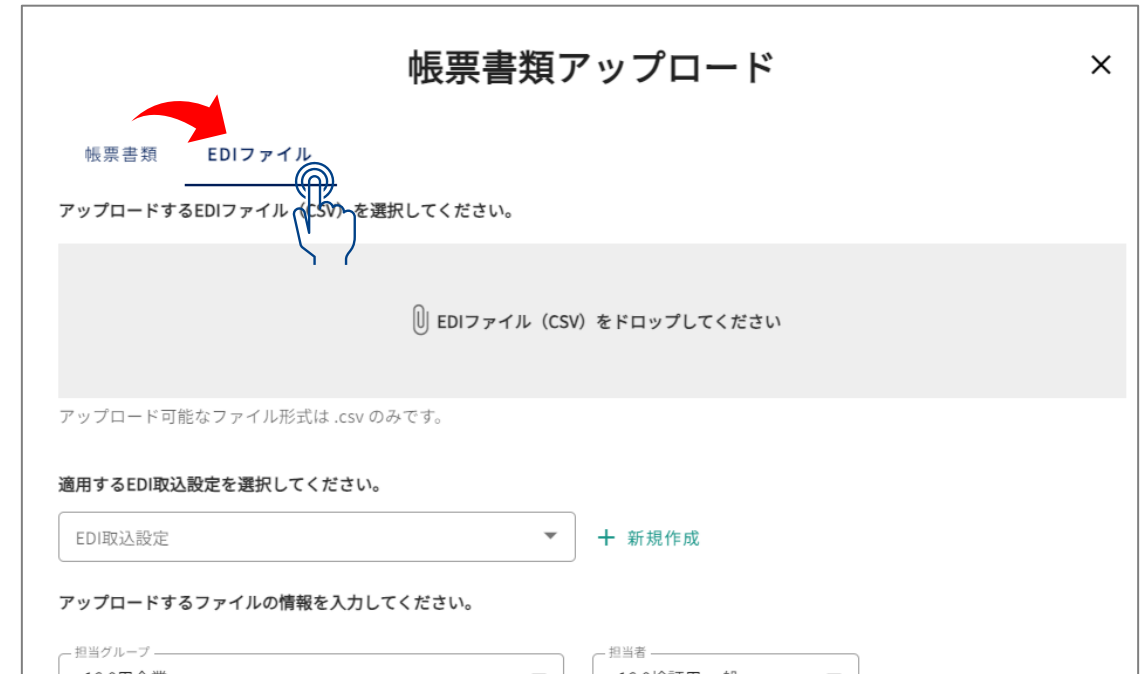 帳票書類アップロード
帳票書類 EDIファイル
アップロードするEDIファイル（CSV）を選択してください。
EDIファイル（CSV）をドロップしてください
アップロード可能なファイル形式は .csv のみです。
適用するEDI取込設定を選択してください。
EDI取込設定
＋ 新規作成
アップロードするファイルの情報を入力してください。
担当グループ 担当者